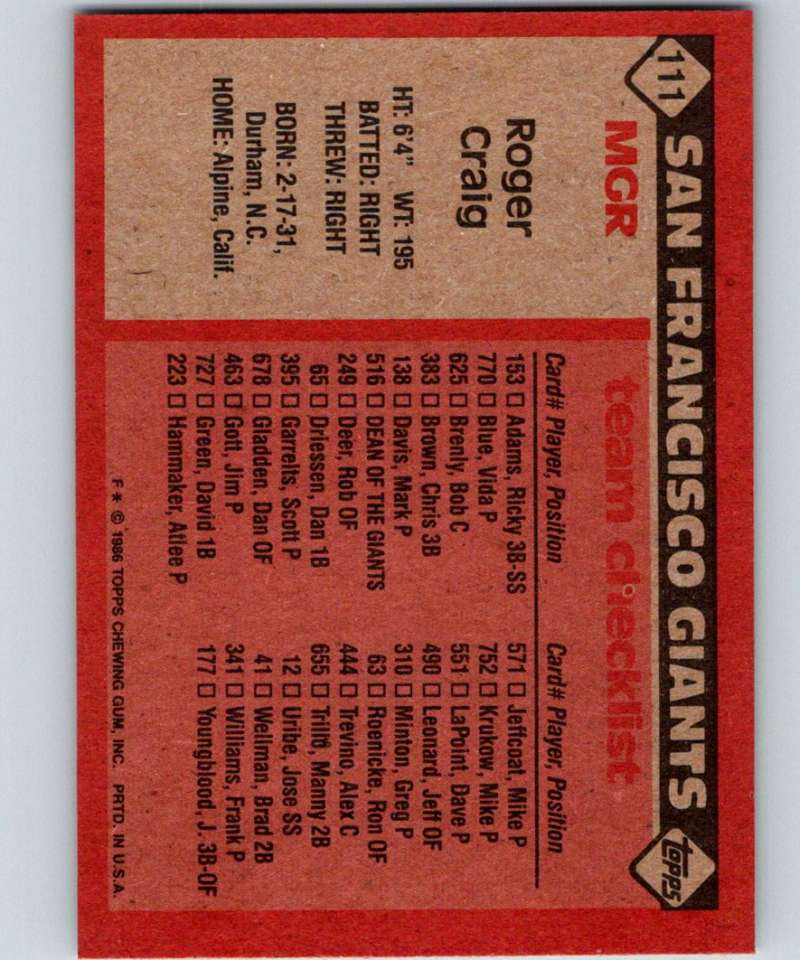 111
SAN FRANCISCO GIANTS
TOPPS
MGR
team checklist
Roger
Craig
HT: 6'4" WT: 195
BATTED: RIGHT
THREW: RIGHT
BORN: 2-17-31,
Durham, N.C.
HOME: Alpine, Calif.
Card# Player, Position
153 ☐ Adams, Ricky 3B-SS
770 ☐ Blue, Vida P
625 ☐ Brenly, Bob C
383 ☐ Brown, Chris 3B
138 ☐ Davis, Mark P
516 ☐ DEAN OF THE GIANTS
249 ☐ Deer, Rob OF
65 ☐ Driessen, Dan 1B
395 ☐ Garrelts, Scott P
678 ☐ Gladden, Dan OF
463 ☐ Gott, Jim P
727 ☐ Green, David 1B
223 ☐ Hammaker, Atlee P
Card# Player, Position
571 ☐ Jeffcoat, Mike P
752 ☐ Krukow, Mike P
551 ☐ LaPoint, Dave P
490 ☐ Leonard, Jeff OF
310 ☐ Minton, Greg P
63 ☐ Roenicke, Ron OF
444 ☐ Trevino, Alex C
655 ☐ Trillo, Manny 2B
12 ☐ Uribe, Jose SS
41 ☐ Wellman, Brad 2B
341 ☐ Williams, Frank P
177 ☐ Youngblood, J. 3B-OF
F * © 1986 TOPPS CHEWING GUM, INC. PRTD. IN U.S.A.